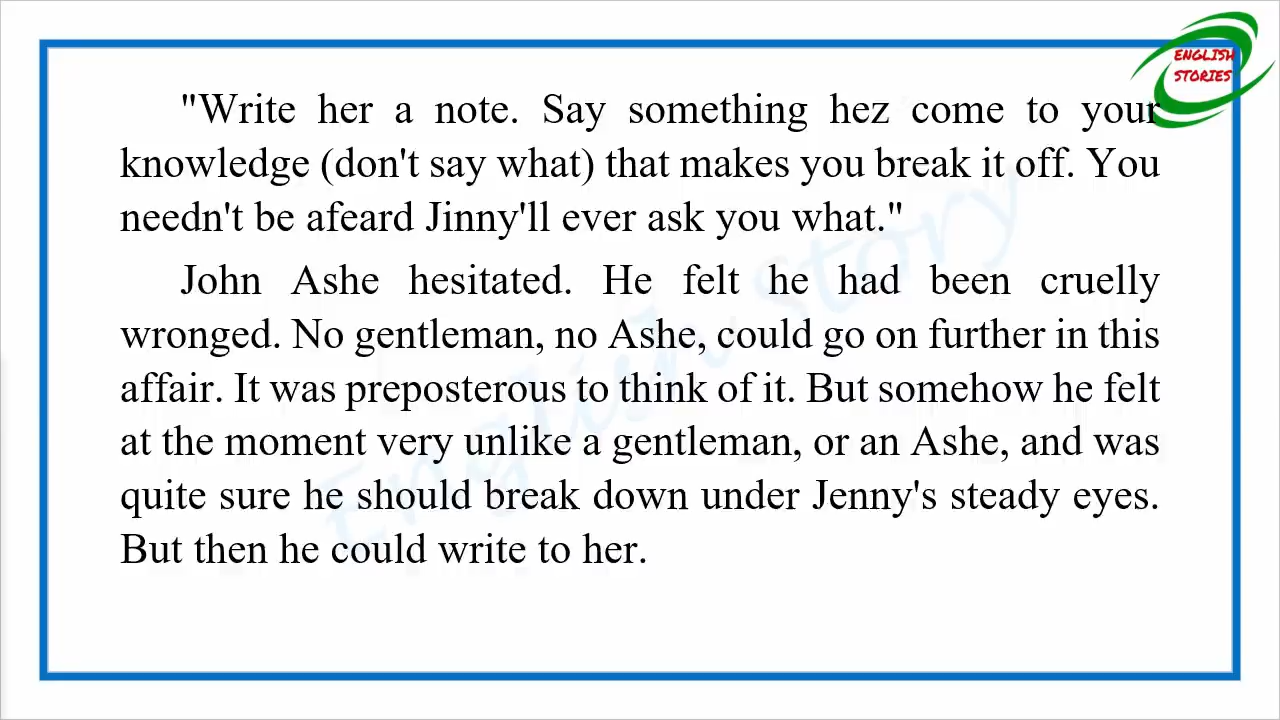 ENGLISH
STORIES
"Write her a note. Say something hez come to your
knowledge (don't say what) that makes you break it off. You
needn't be afeard Jinny'll ever ask you what."
John Ashe hesitated. He felt he had been cruelly
wronged. No gentleman, no Ashe, could go on further in this
affair. It was preposterous to think of it. But somehow he felt
at the moment very unlike a gentleman, or an Ashe, and was
quite sure he should break down under Jenny's steady eyes.
But then he could write to her.
English Story